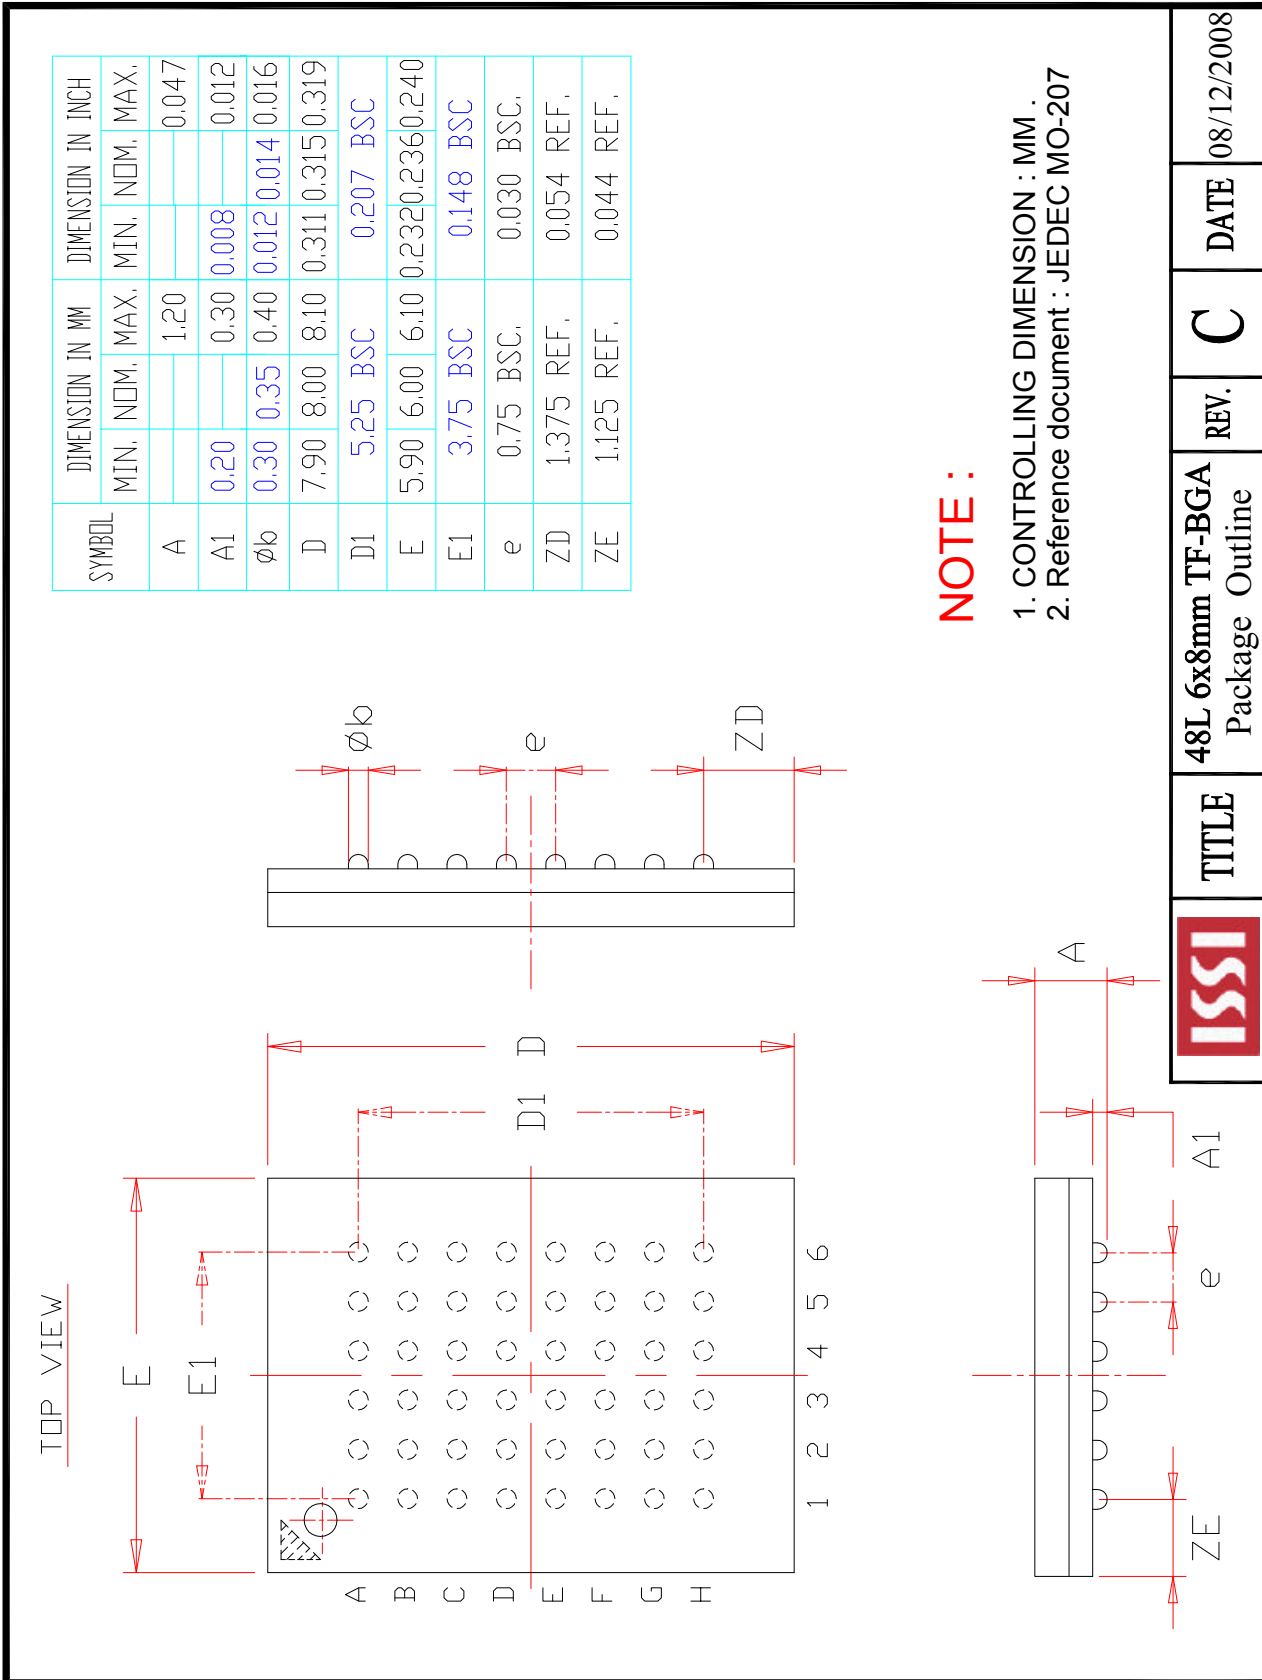 TOP VIEW
E
E1
D1
D
A
B
C
D
E
F
G
H
1 2 3 4 5 6
Øb
e
ZD
ZE
e
A1
A
SYMBOL DIMENSION IN MM DIMENSION IN INCH
MIN. NOM. MAX. MIN. NOM. MAX.
A 1.20 0.047
A1 0.20 0.30 0.008 0.012
Øb 0.30 0.35 0.40 0.012 0.014 0.016
D 7.90 8.00 8.10 0.311 0.315 0.319
D1 5.25 BSC 0.207 BSC
E 5.90 6.00 6.10 0.232 0.236 0.240
E1 3.75 BSC 0.148 BSC
e 0.75 BSC. 0.030 BSC.
ZD 1.375 REF. 0.054 REF.
ZE 1.125 REF. 0.044 REF.
NOTE :
1. CONTROLLING DIMENSION : MM .
2. Reference document : JEDEC MO-207
ISSI
TITLE
48L 6x8mm TF-BGA
Package Outline
REV.
C
DATE
08/12/2008